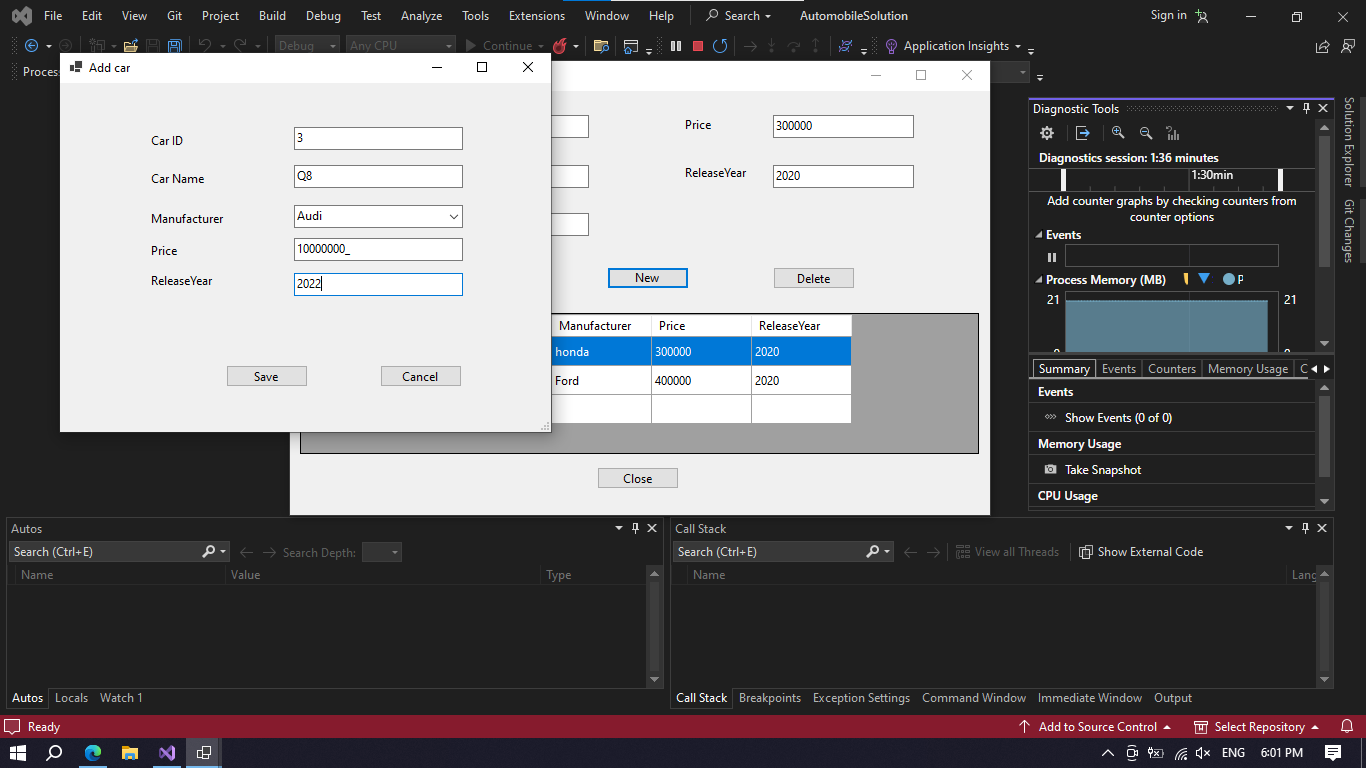 File Edit View Git Project Build Debug Test Analyze Tools Extensions Window Help Search AutomobileSolution Sign in
Debug Any CPU Continue Application Insights
Process
Add car
Car ID 3
Car Name Q8
Manufacturer Audi
Price 10000000_
ReleaseYear 2022
Save Cancel
Price 300000
ReleaseYear 2020
New Delete
Manufacturer Price ReleaseYear
honda 300000 2020
Ford 400000 2020
Close
Diagnostic Tools
Diagnostics session: 1:36 minutes
1:30min
Add counter graphs by checking counters from
counter options
Events
Process Memory (MB) P
21 21
Summary Events Counters Memory Usage C
Events
Show Events (0 of 0)
Memory Usage
Take Snapshot
CPU Usage
Solution Explorer
Git Changes
Autos
Search (Ctrl+E) Search Depth:
Name Value Type
Autos Locals Watch 1
Call Stack
Search (Ctrl+E) View all Threads Show External Code
Name Lang
Call Stack Breakpoints Exception Settings Command Window Immediate Window Output
Ready Add to Source Control Select Repository
ENG 6:01 PM